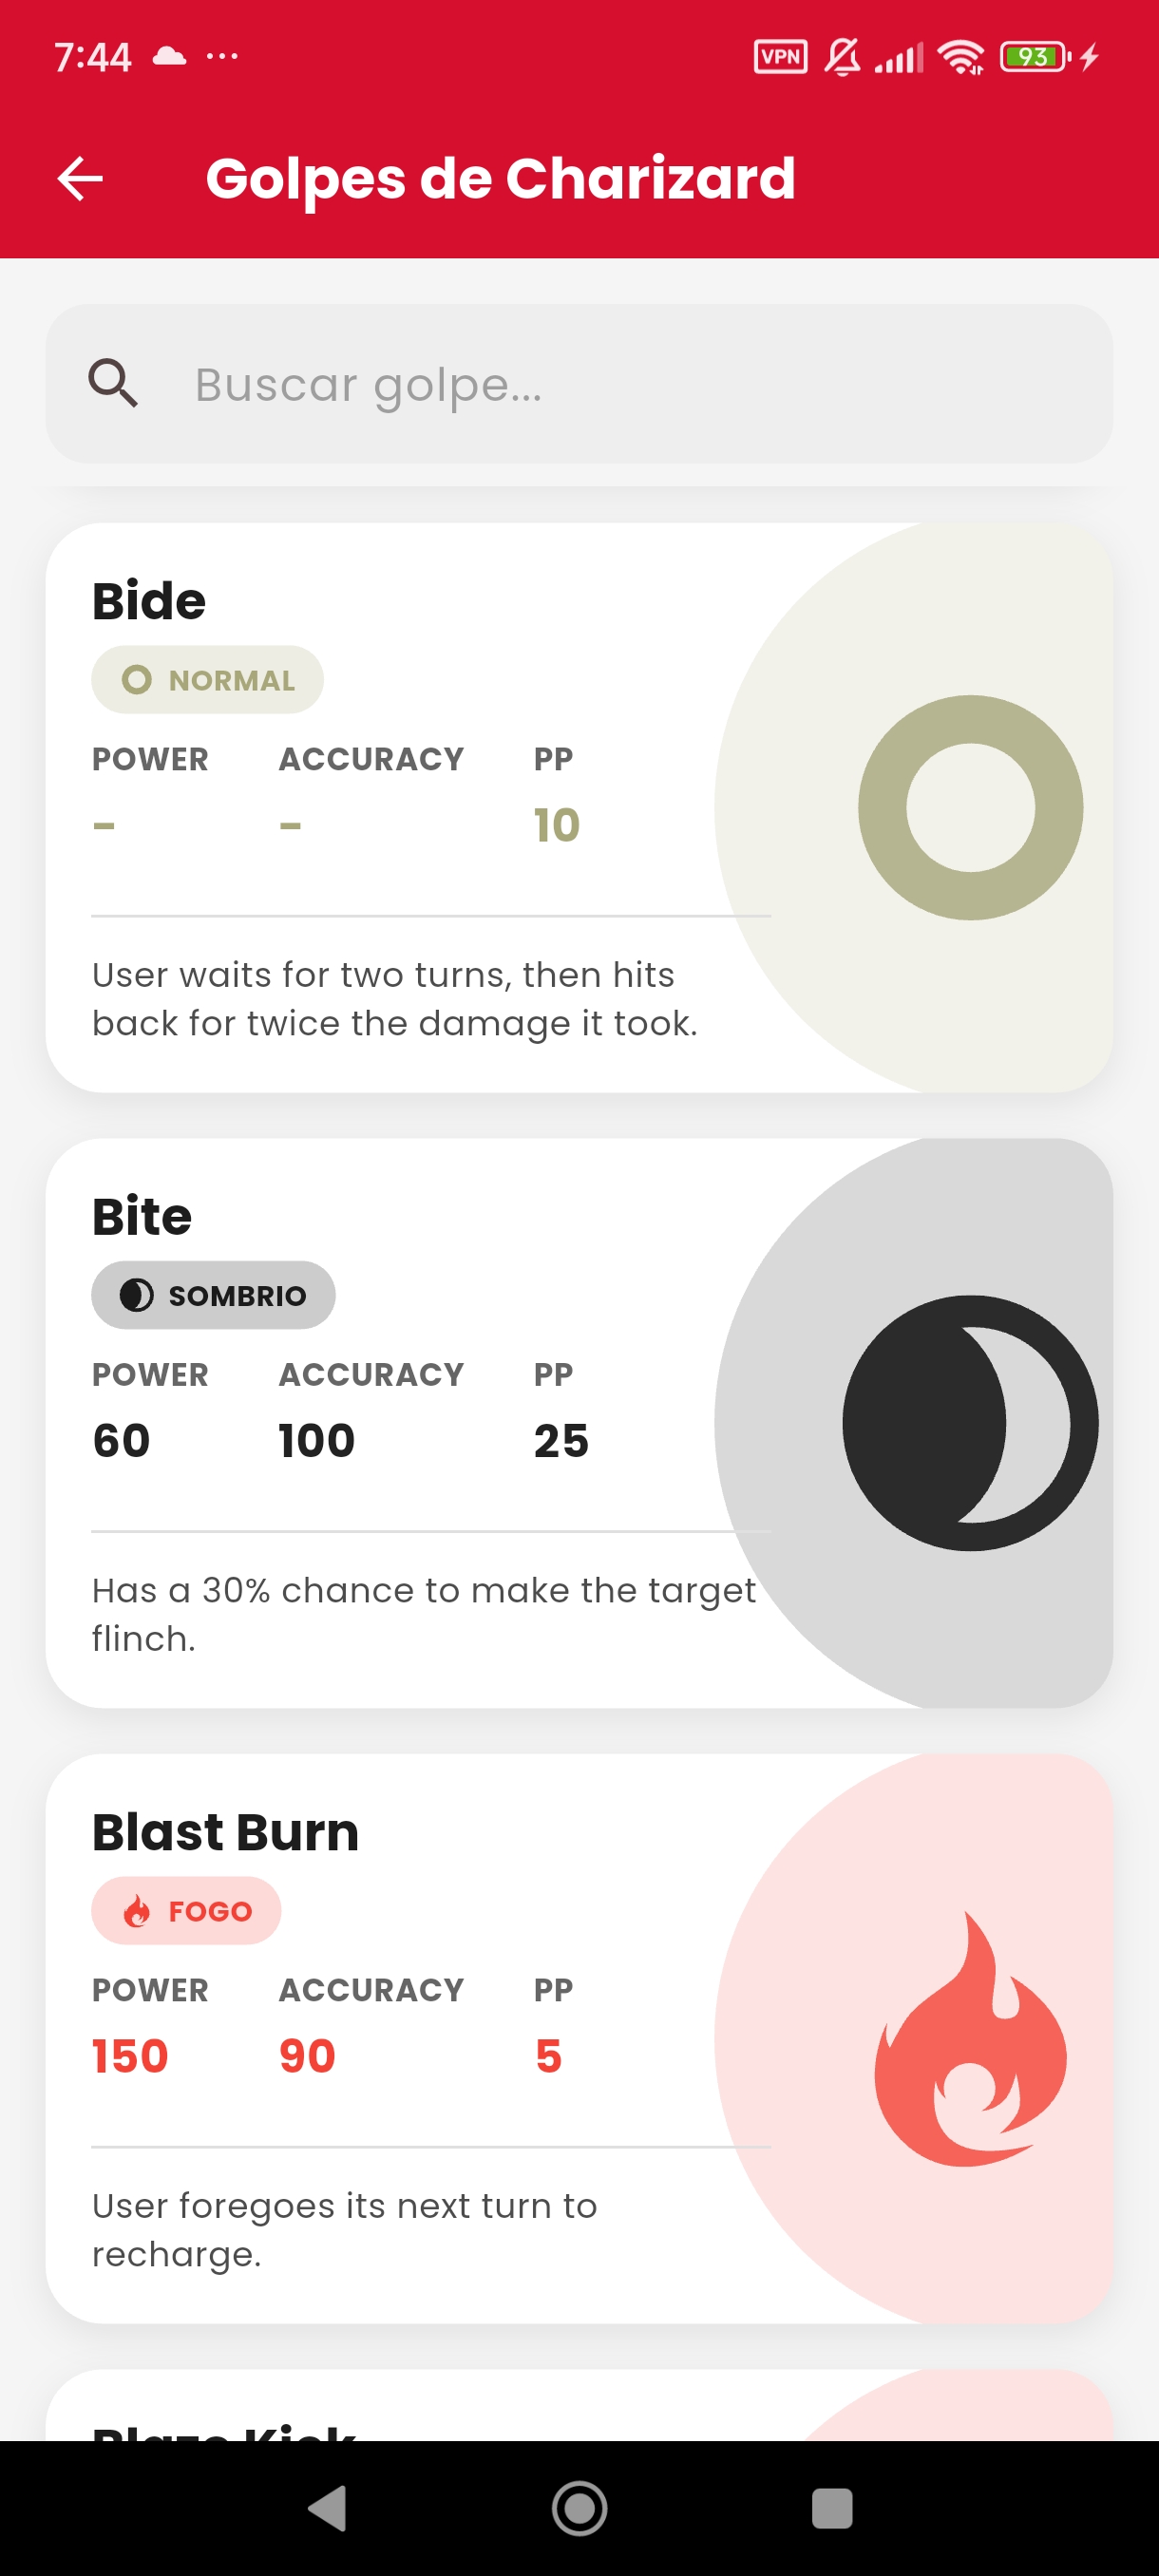 7:44
VPN
93
Golpes de Charizard
Buscar golpe...
Bide
NORMAL
POWER ACCURACY PP
- - 10
User waits for two turns, then hits
back for twice the damage it took.
Bite
SOMBRIO
POWER ACCURACY PP
60 100 25
Has a 30% chance to make the target
flinch.
Blast Burn
FOGO
POWER ACCURACY PP
150 90 5
User foregoes its next turn to
recharge.
Blaze Kick